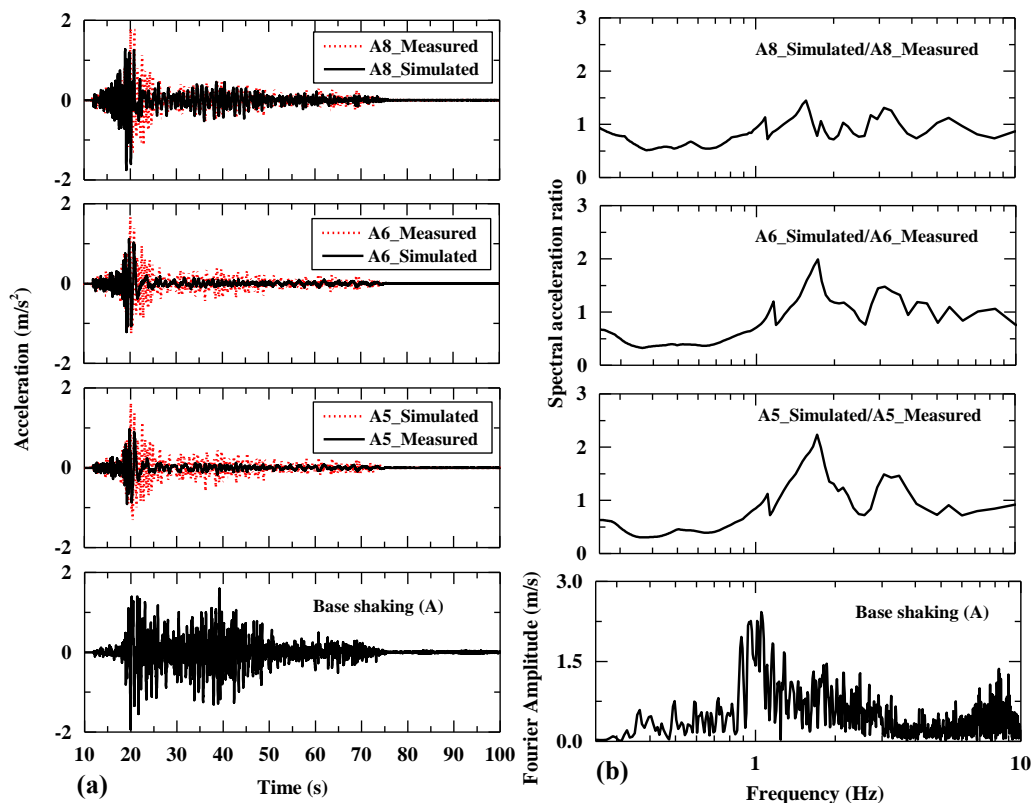 2
0
-2
A8_Measured
A8_Simulated
2
0
-2
A6_Measured
A6_Simulated
2
0
-2
A5_Simulated
A5_Measured
2
0
-2
Base shaking (A)
10 20 30 40 50 60 70 80 90 100
Time (s)
Acceleration (m/s²)
(a)
3
2
1
0
A8_Simulated/A8_Measured
3
2
1
0
A6_Simulated/A6_Measured
3
2
1
0
A5_Simulated/A5_Measured
Spectral acceleration ratio
3.0
1.5
0.0
Base shaking (A)
Fourier Amplitude (m/s)
1 10
Frequency (Hz)
(b)